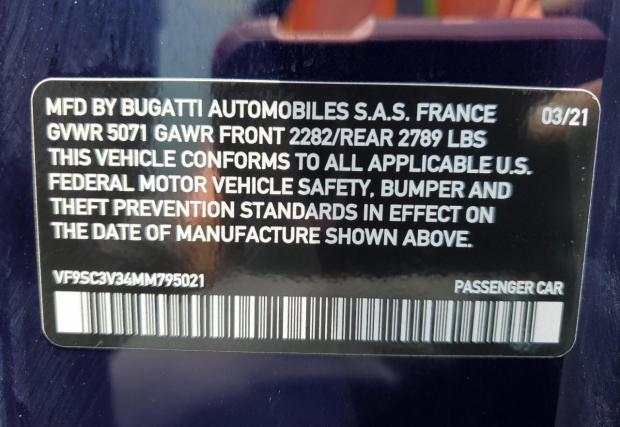 MFD BY BUGATTI AUTOMOBILES S.A.S. FRANCE 03/21
GVWR 5071 GAWR FRONT 2282/REAR 2789 LBS
THIS VEHICLE CONFORMS TO ALL APPLICABLE U.S.
FEDERAL MOTOR VEHICLE SAFETY, BUMPER AND
THEFT PREVENTION STANDARDS IN EFFECT ON
THE DATE OF MANUFACTURE SHOWN ABOVE.
VF9SC3V34MM795021 PASSENGER CAR